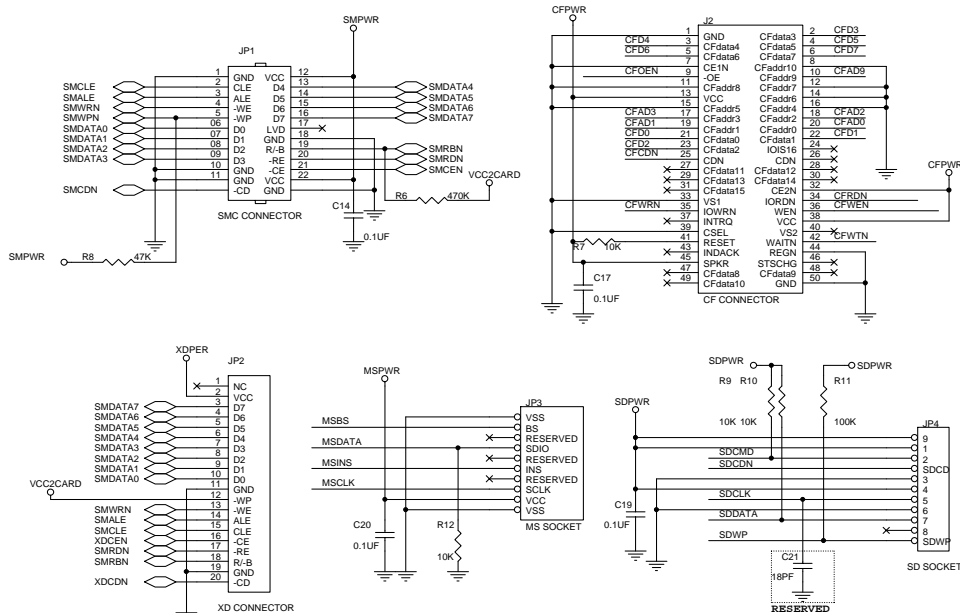 SMPWR
JP1
1 GND VCC 12
SMCLE 2 CLE D4 13 SMDATA4
SMALE 3 ALE D5 14 SMDATA5
SMWRN 4 -WE D6 15 SMDATA6
SMWPN 5 -WP D7 16 SMDATA7
SMDATA0 06 D0 LVD 17
SMDATA1 07 D1 GND 18
SMDATA2 08 D2 R/-B 19 SMRBN
SMDATA3 09 D3 -RE 20 SMRDN
10 GND -CE 21 SMCEN
11 GND VCC 22 VCC2CARD
SMCDN -CD GND
SMC CONNECTOR
R6 470K
C14
0.1UF
SMPWR R8 47K
CFPWR
J2
1 GND CFdata3 2 CFD3
CFD4 3 CFdata4 CFdata5 4 CFD5
CFD6 5 CFdata6 CFdata7 6 CFD7
7 CE1N CFaddr10 8
CFOEN 9 -OE CFaddr9 10 CFAD9
11 CFaddr8 CFaddr7 12
13 VCC CFaddr6 14
15 CFaddr5 CFaddr4 16
CFAD3 17 CFaddr3 CFaddr2 18 CFAD2
CFAD1 19 CFaddr1 CFaddr0 20 CFAD0
CFD0 21 CFdata0 CFdata1 22 CFD1
CFD2 23 CFdata2 IOIS16 24
CFCDN 25 CDN CDN 26
27 CFdata11 CFdata12 28
29 CFdata13 CFdata14 30
31 CFdata15 CE2N 32
33 VS1 IORDN 34 CFRDN
CFWRN 35 IOWRN WEN 36 CFWEN
37 INTRQ VCC 38
39 CSEL VS2 40
R7 10K 41 RESET WAITN 42 CFWTN
43 INDACK REGN 44
45 SPKR STSCHG 46
47 CFdata8 CFdata9 48
49 CFdata10 GND 50
CF CONNECTOR
CFPWR
C17
0.1UF
XDPER
JP2
1 NC
2 VCC
SMDATA7 3 D7
SMDATA6 4 D6
SMDATA5 5 D5
SMDATA4 6 D4
SMDATA3 7 D3
SMDATA2 8 D2
SMDATA1 9 D1
SMDATA0 10 D0
11 GND
VCC2CARD 12 -WP
SMWRN 13 -WE
SMALE 14 ALE
SMCLE 15 CLE
XDCEN 16 -CE
SMRDN 17 -RE
SMRBN 18 R/-B
19 GND
XDCDN 20 -CD
XD CONNECTOR
MSPWR
JP3
VSS
MSBS BS
RESERVED
MSDATA SDIO
RESERVED
MSINS INS
RESERVED
MSCLK SCLK
VCC
VSS
MS SOCKET
C20
0.1UF
R12
10K
SDPWR
SDPWR
SDPWR
R9 R10 R11
10K 10K 100K
JP4
9
1
SDCMD 2
SDCDN SDCD
3
4
SDCLK 5
6
SDDATA 7
8
SDWP SDWP
SD SOCKET
C19
0.1UF
C21
18PF
RESERVED